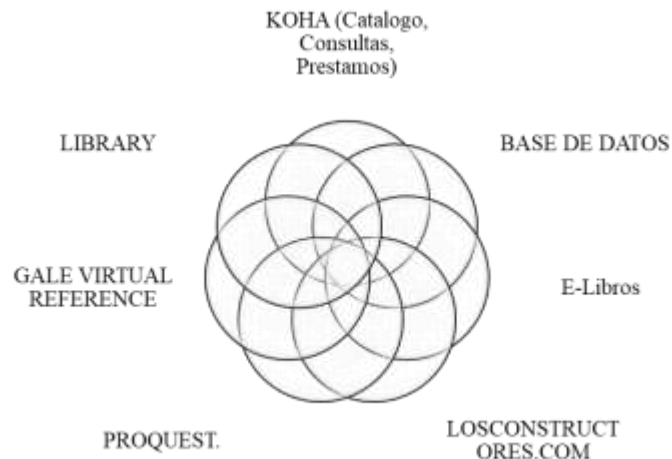 KOHA (Catalogo,
Consultas,
Prestamos)
LIBRARY
BASE DE DATOS
GALE VIRTUAL
REFERENCE
E-Libros
PROQUEST.
LOSCONSTRUCT
ORES.COM